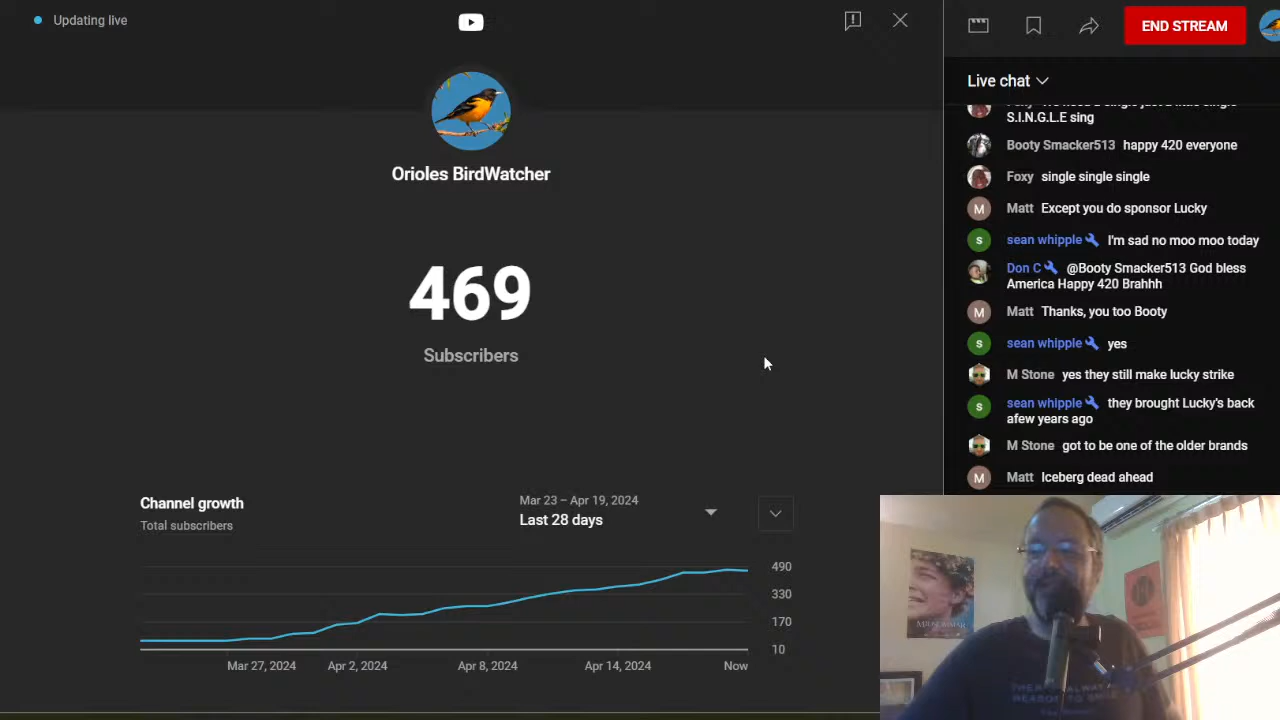 Updating live
END STREAM
Orioles BirdWatcher
469
Subscribers
Channel growth
Total subscribers
Mar 23 – Apr 19, 2024
Last 28 days
490
330
170
10
Mar 27, 2024
Apr 2, 2024
Apr 8, 2024
Apr 14, 2024
Now
Live chat
S.I.N.G.L.E sing
Booty Smacker513 happy 420 everyone
Foxy single single single
M Matt Except you do sponsor Lucky
s sean whipple I'm sad no moo moo today
Don C @Booty Smacker513 God bless
America Happy 420 Brahhh
M Matt Thanks, you too Booty
s sean whipple yes
M Stone yes they still make lucky strike
s sean whipple they brought Lucky's back
afew years ago
M Stone got to be one of the older brands
M Matt Iceberg dead ahead
MIDSOMMAR